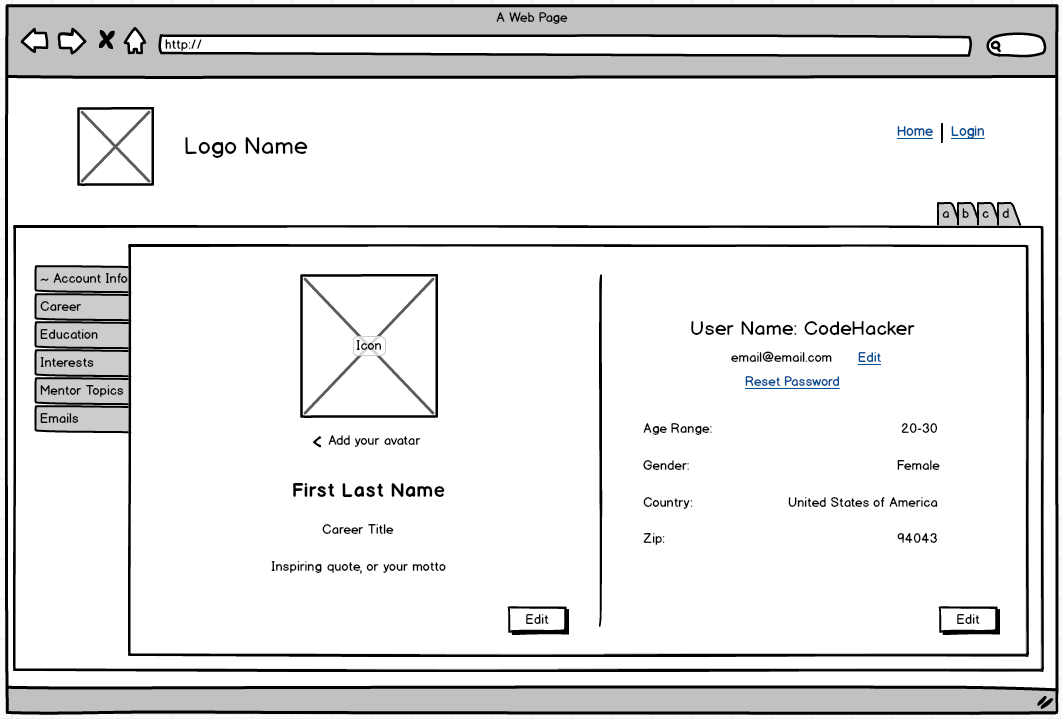 A Web Page
http://
Logo Name
Home | Login
a b c d
~ Account Info
Career
Education
Interests
Mentor Topics
Emails
Icon
< Add your avatar
First Last Name
Career Title
Inspiring quote, or your motto
Edit
User Name: CodeHacker
email@email.com Edit
Reset Password
Age Range: 20-30
Gender: Female
Country: United States of America
Zip: 94043
Edit